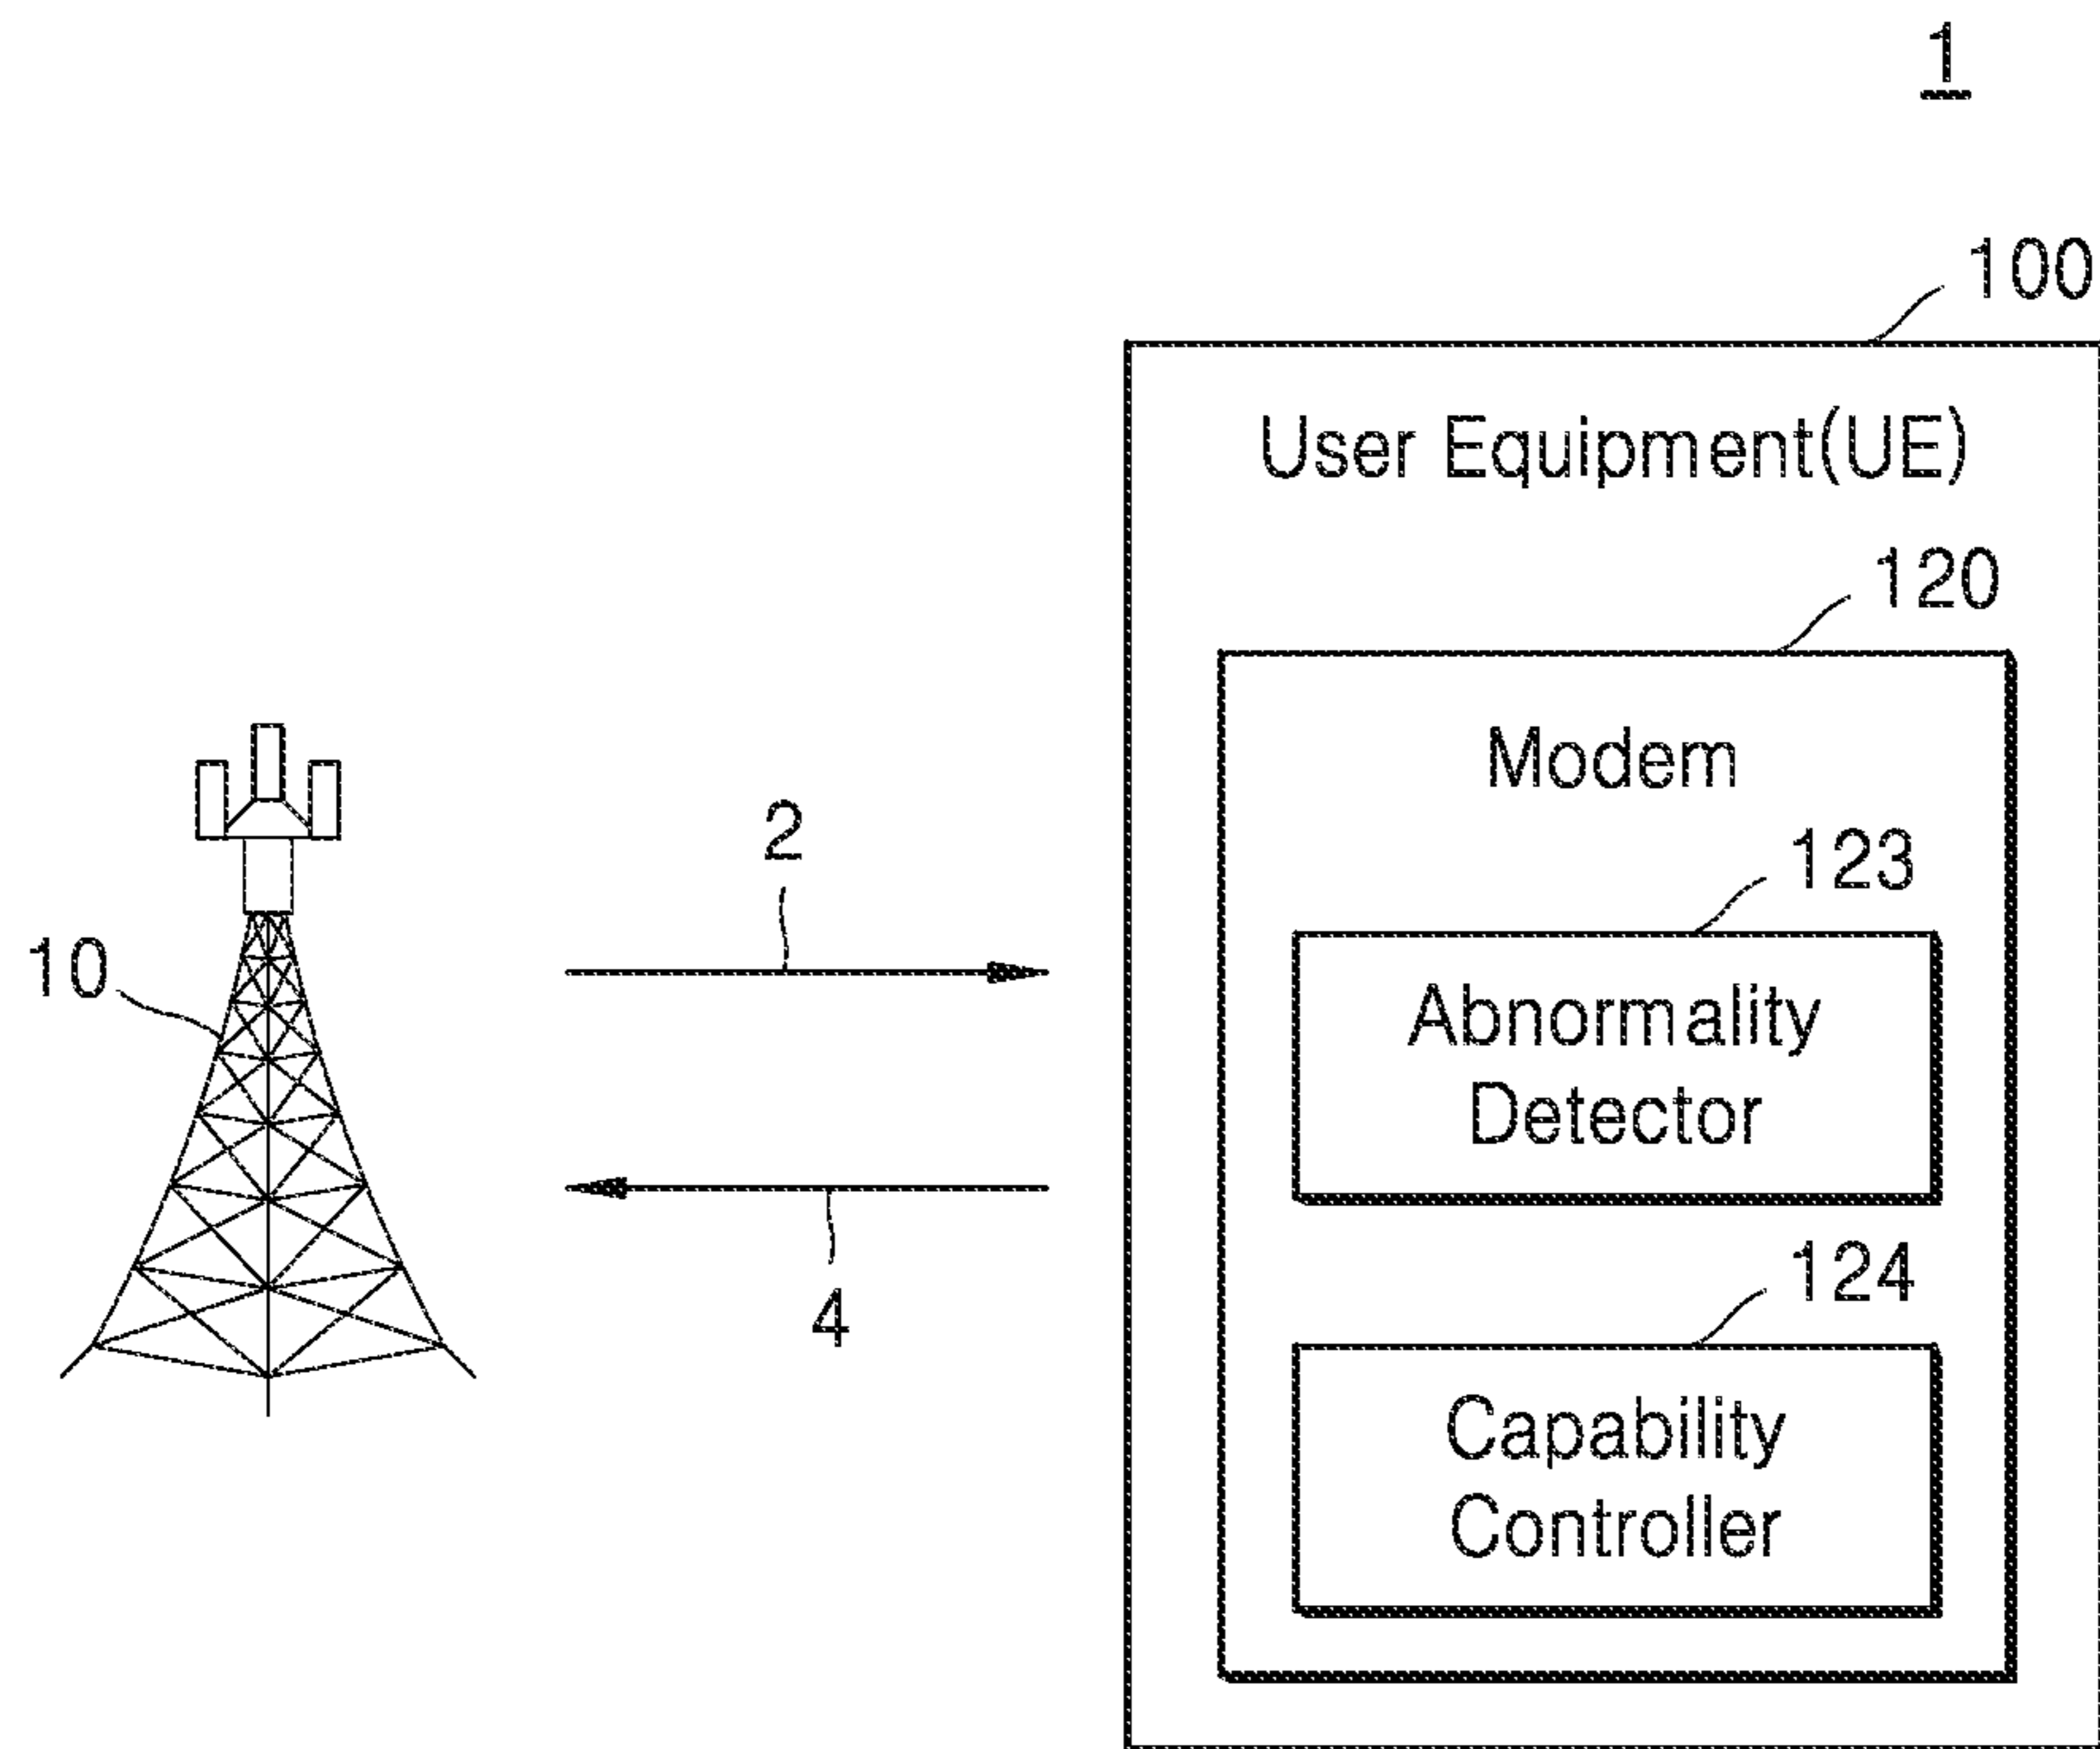 1
100
User Equipment(UE)
120
Modem
123
2
10
Abnormality
Detector
4
124
Capability
Controller